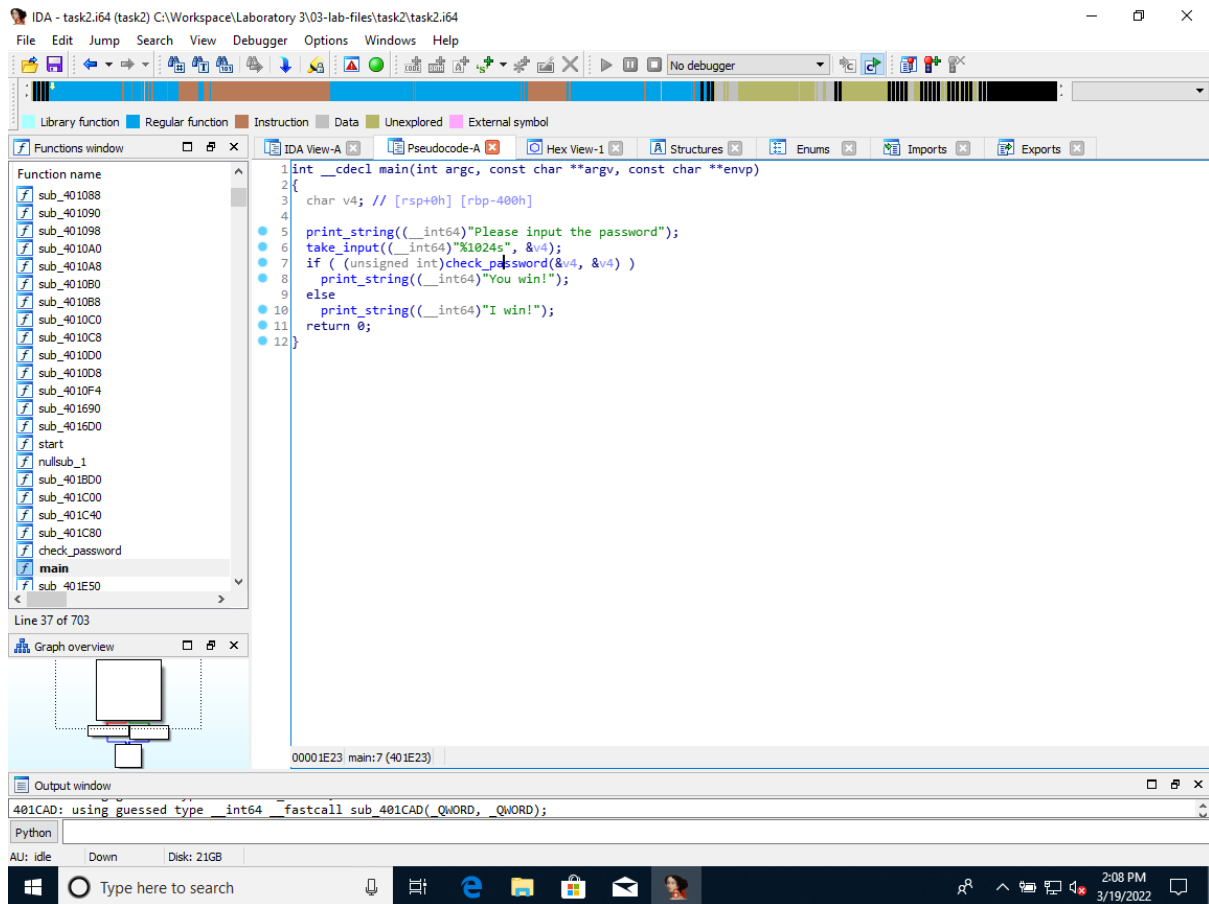 IDA - task2.i64 (task2) C:\Workspace\Laboratory 3\03-lab-files\task2\task2.i64
File Edit Jump Search View Debugger Options Windows Help
No debugger
Library function Regular function Instruction Data Unexplored External symbol
Functions window
Function name
sub_401088
sub_401090
sub_401098
sub_4010A0
sub_4010A8
sub_4010B0
sub_4010B8
sub_4010C0
sub_4010C8
sub_4010D0
sub_4010D8
sub_4010F4
sub_401690
sub_4016D0
start
nullsub_1
sub_401BD0
sub_401C00
sub_401C40
sub_401C80
check_password
main
sub_401E50
Line 37 of 703
Graph overview
IDA View-A Pseudocode-A Hex View-1 Structures Enums Imports Exports
1 int __cdecl main(int argc, const char **argv, const char **envp)
2 {
3 char v4; // [rsp+0h] [rbp-400h]
4
5 print_string((__int64)"Please input the password");
6 take_input((__int64)"%1024s", &v4);
7 if ( (unsigned int)check_password(&v4, &v4) )
8 print_string((__int64)"You win!");
9 else
10 print_string((__int64)"I win!");
11 return 0;
12 }
00001E23 main:7 (401E23)
Output window
401CAD: using guessed type __int64 __fastcall sub_401CAD(_QWORD, _QWORD);
Python
AU: idle Down Disk: 21GB
Type here to search
2:08 PM
3/19/2022